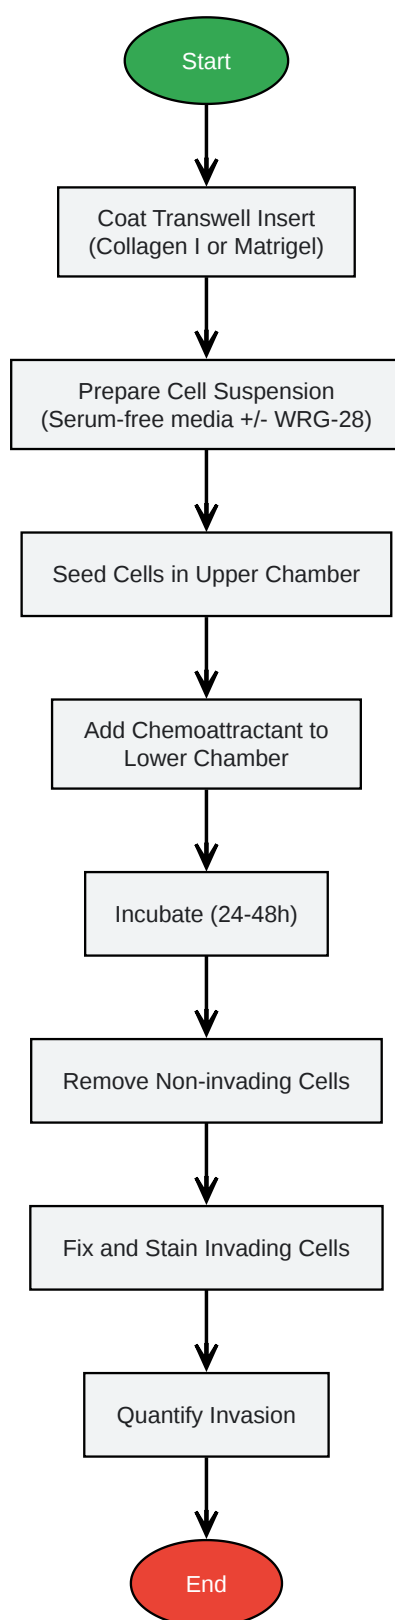 Start
Coat Transwell Insert
(Collagen I or Matrigel)
Prepare Cell Suspension
(Serum-free media +/- WRG-28)
Seed Cells in Upper Chamber
Add Chemoattractant to
Lower Chamber
Incubate (24-48h)
Remove Non-invading Cells
Fix and Stain Invading Cells
Quantify Invasion
End